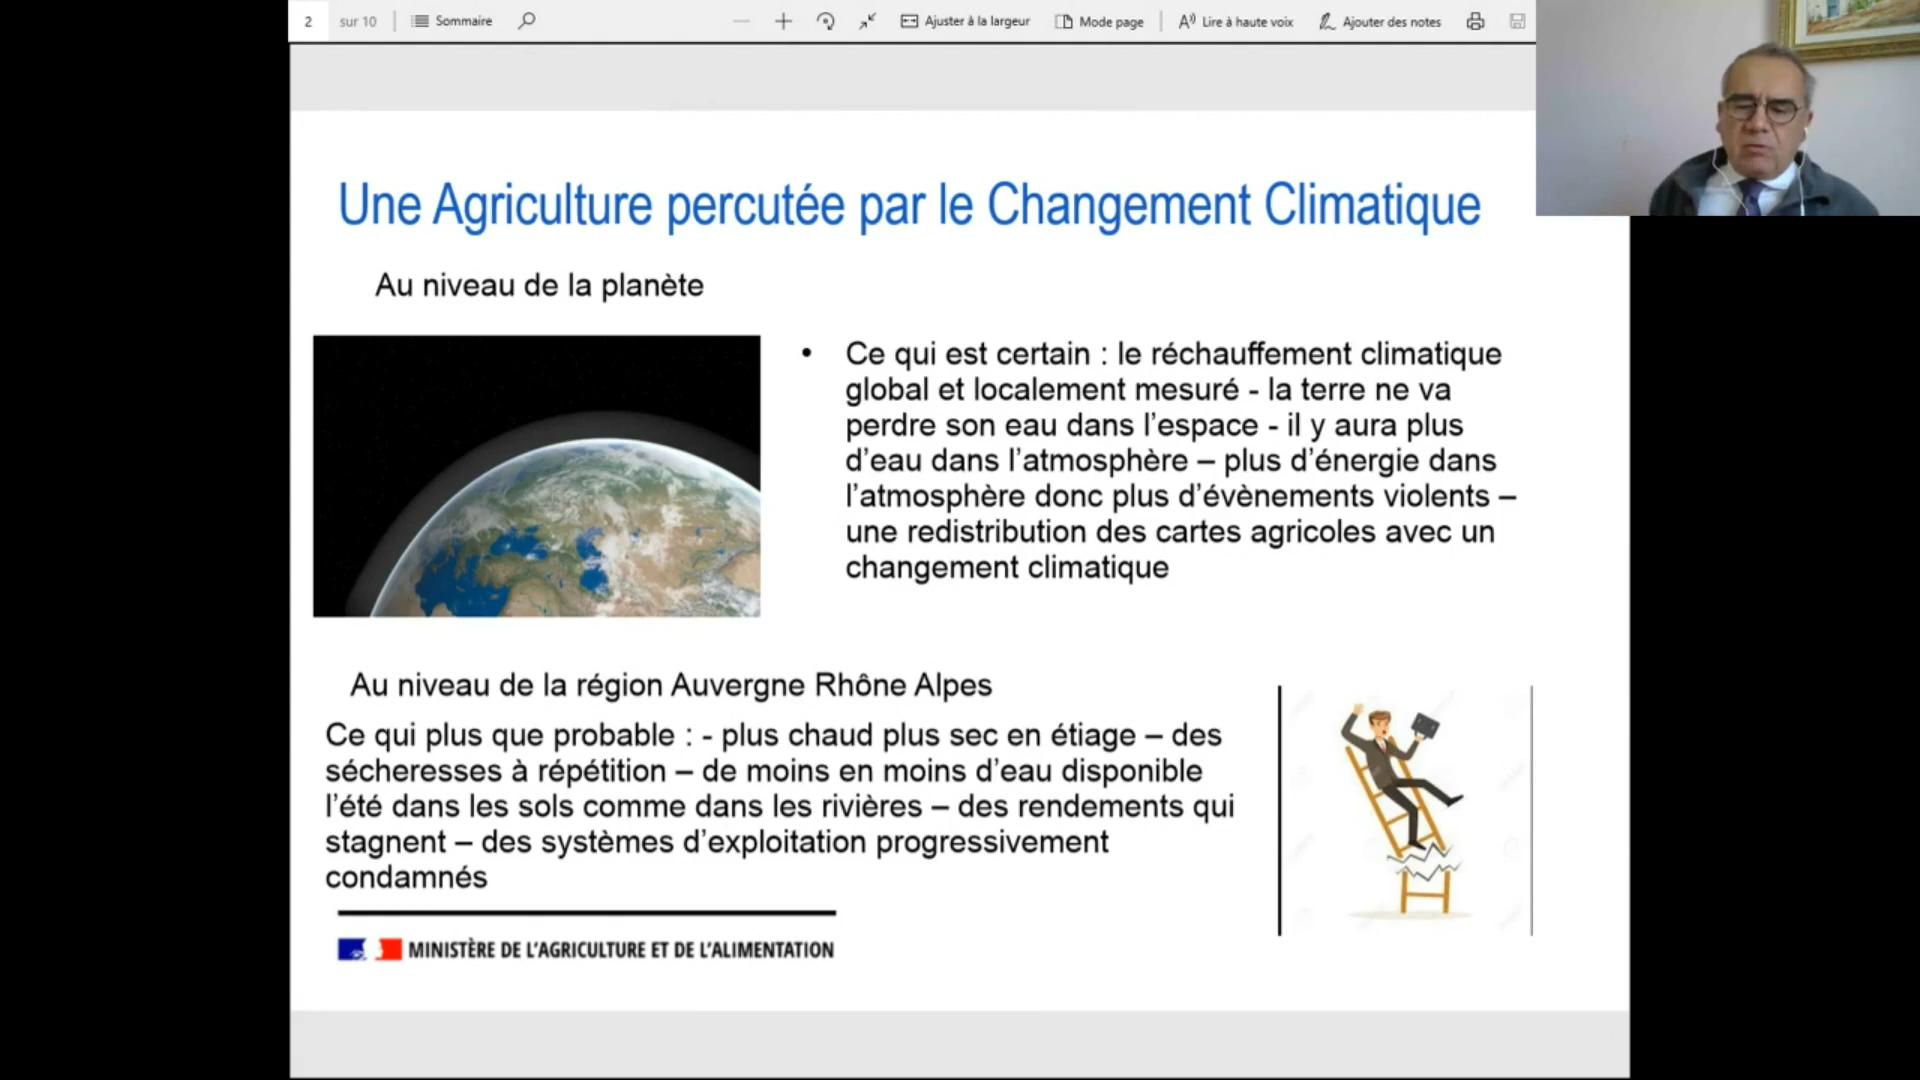 2 sur 10 Sommaire Ajuster à la largeur Mode page Lire à haute voix Ajouter des notes
Une Agriculture percutée par le Changement Climatique
Au niveau de la planète
• Ce qui est certain : le réchauffement climatique
global et localement mesuré - la terre ne va
perdre son eau dans l’espace - il y aura plus
d’eau dans l’atmosphère – plus d’énergie dans
l’atmosphère donc plus d’évènements violents –
une redistribution des cartes agricoles avec un
changement climatique
Au niveau de la région Auvergne Rhône Alpes
Ce qui plus que probable : - plus chaud plus sec en étiage – des
sécheresses à répétition – de moins en moins d’eau disponible
l’été dans les sols comme dans les rivières – des rendements qui
stagnent – des systèmes d’exploitation progressivement
condamnés
MINISTÈRE DE L’AGRICULTURE ET DE L’ALIMENTATION